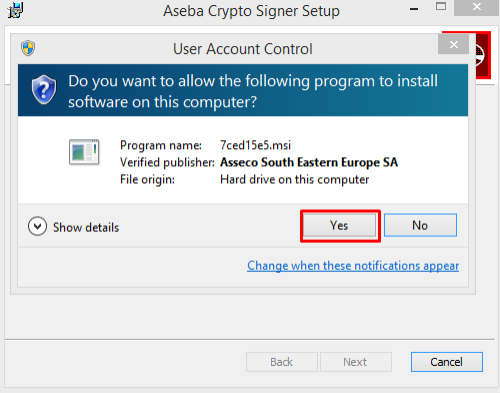 Aseba Crypto Signer Setup
User Account Control
Do you want to allow the following program to install
software on this computer?
Program name: 7ced15e5.msi
Verified publisher: Asseco South Eastern Europe SA
File origin: Hard drive on this computer
Show details
Yes
No
Change when these notifications appear
Back
Next
Cancel